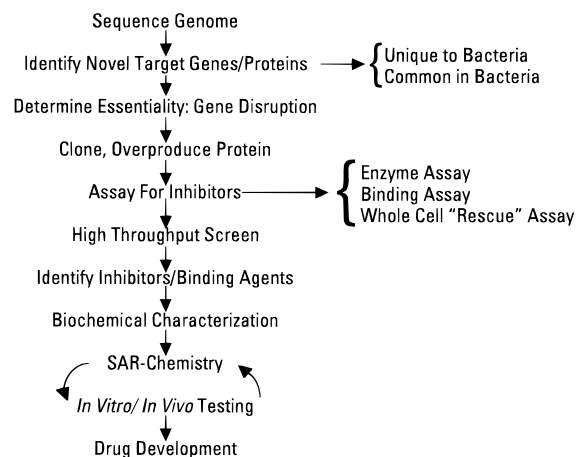 Sequence Genome
Identify Novel Target Genes/Proteins
Unique to Bacteria
Common in Bacteria
Determine Essentiality: Gene Disruption
Clone, Overproduce Protein
Assay For Inhibitors
Enzyme Assay
Binding Assay
Whole Cell “Rescue” Assay
High Throughput Screen
Identify Inhibitors/Binding Agents
Biochemical Characterization
SAR-Chemistry
In Vitro/ In Vivo Testing
Drug Development